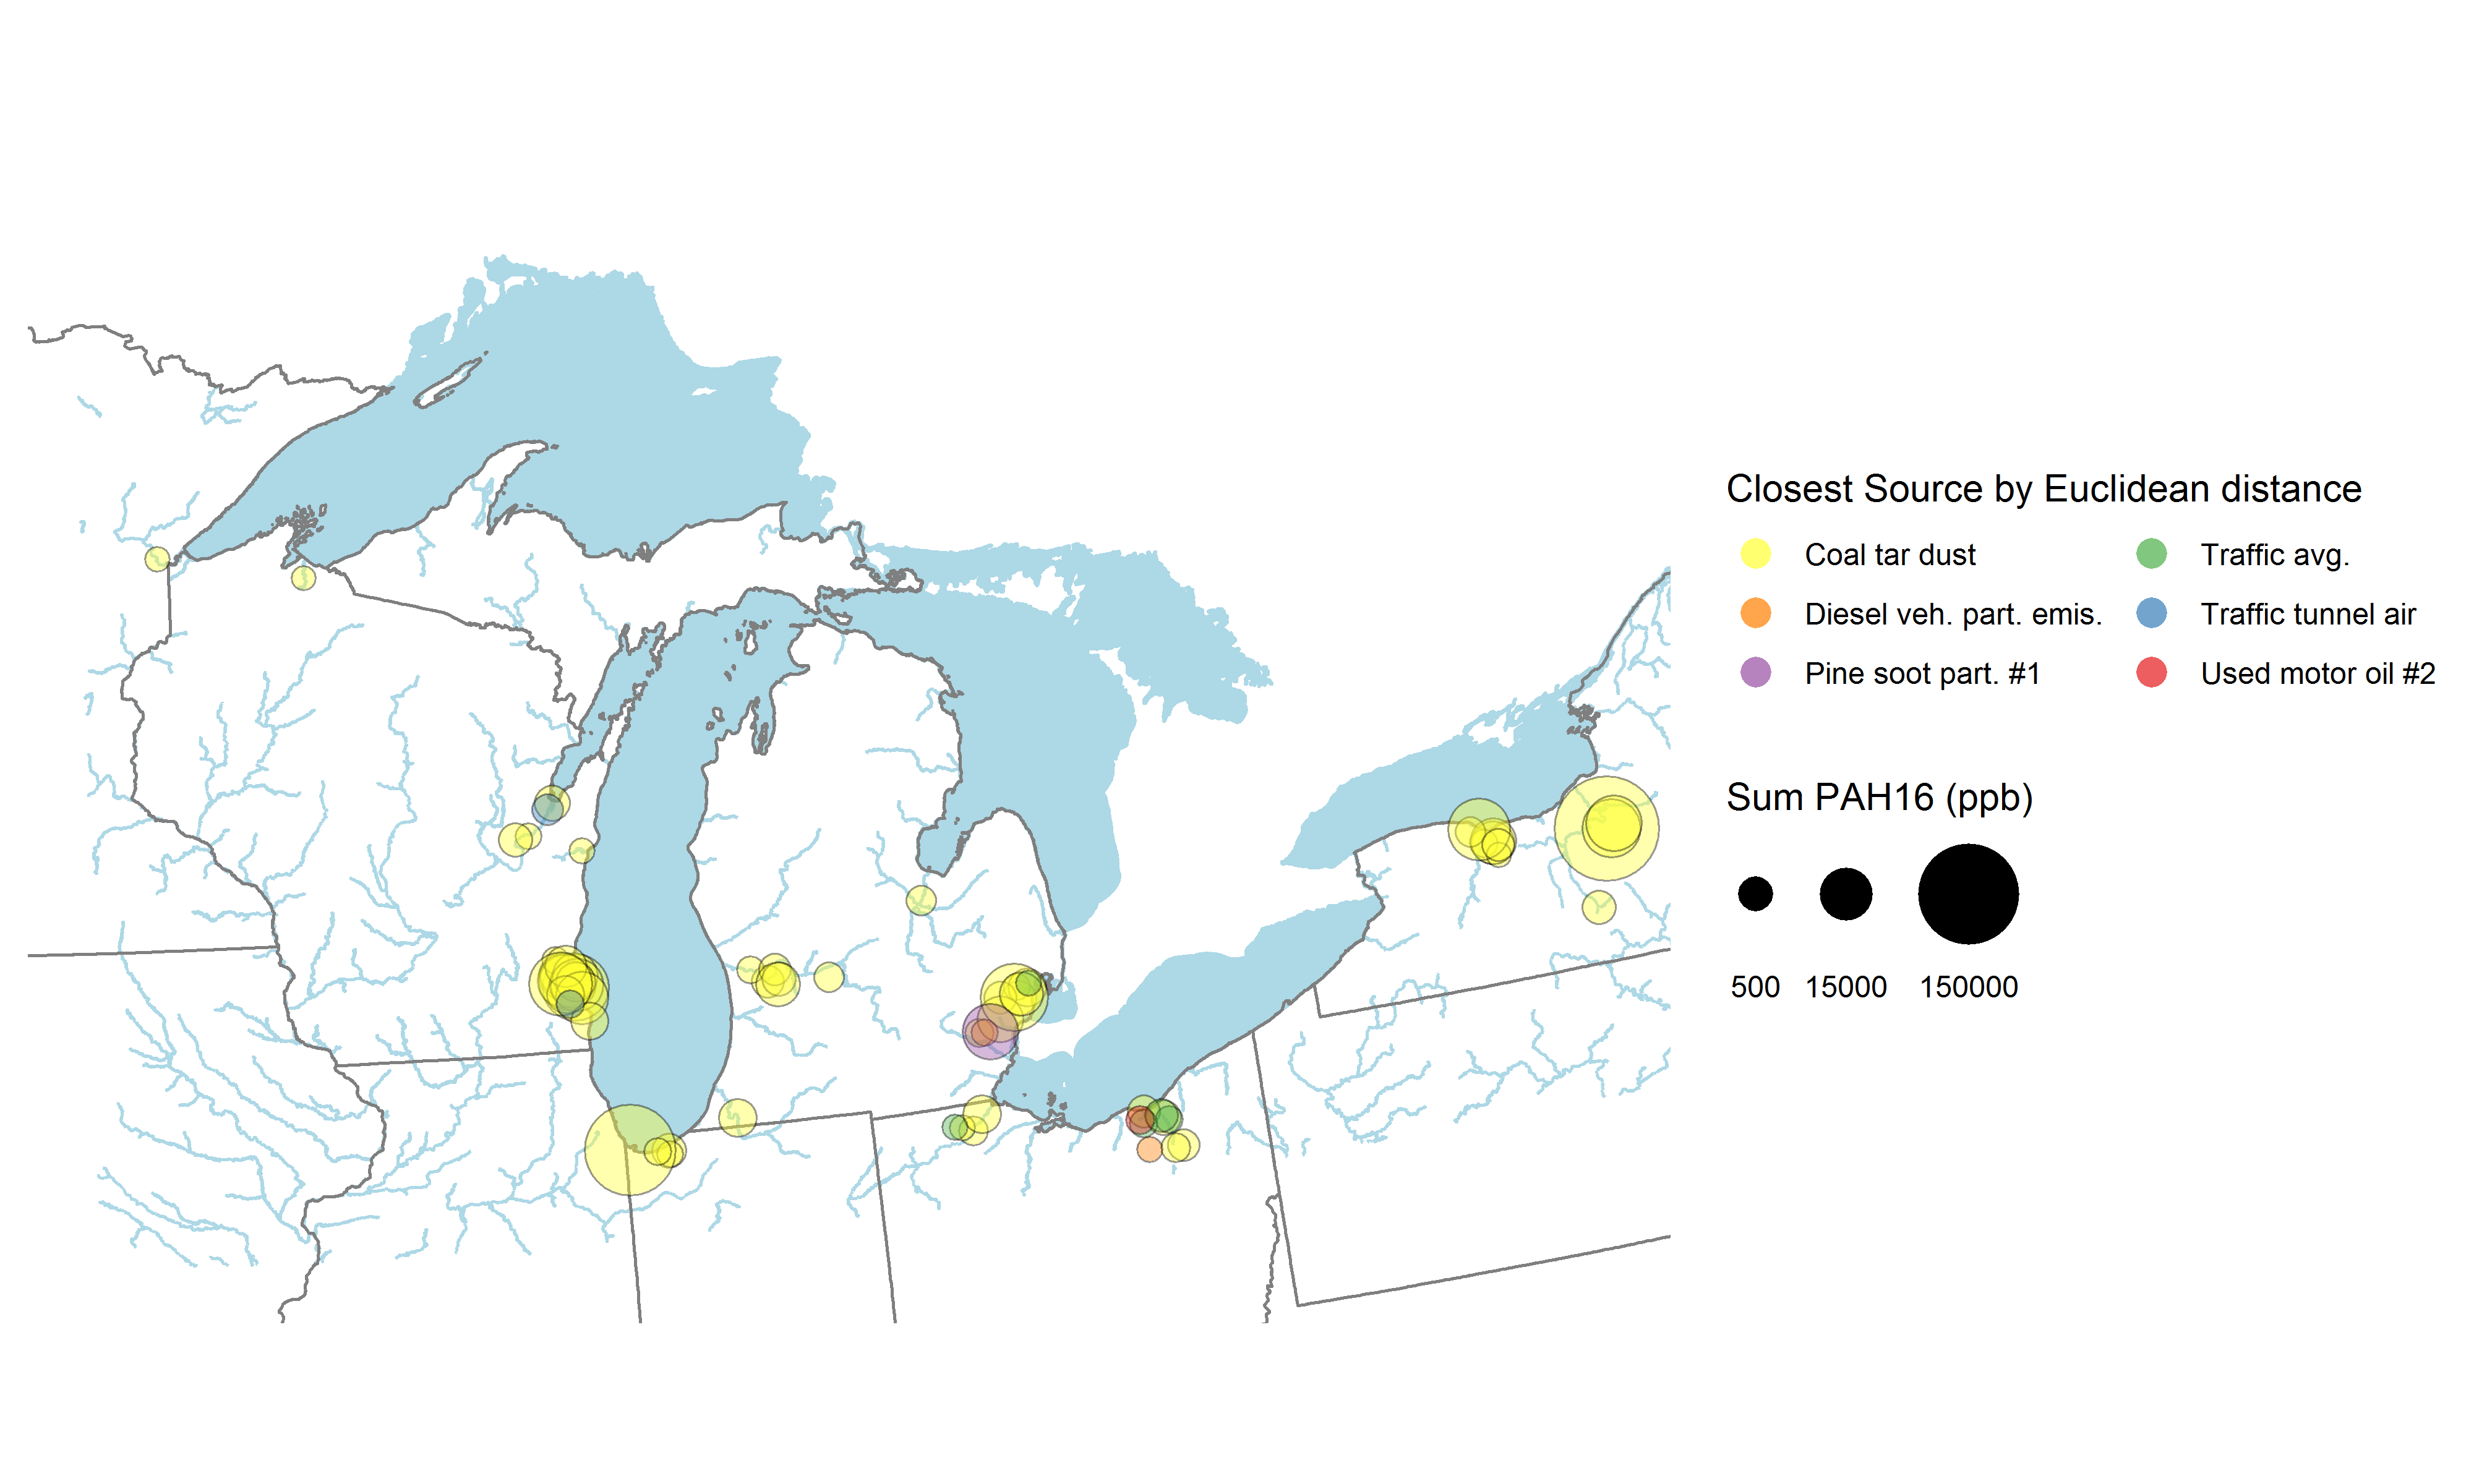 Closest Source by Euclidean distance
Coal tar dust
Traffic avg.
Diesel veh. part. emis.
Traffic tunnel air
Pine soot part. #1
Used motor oil #2
Sum PAH16 (ppb)
500 15000 150000